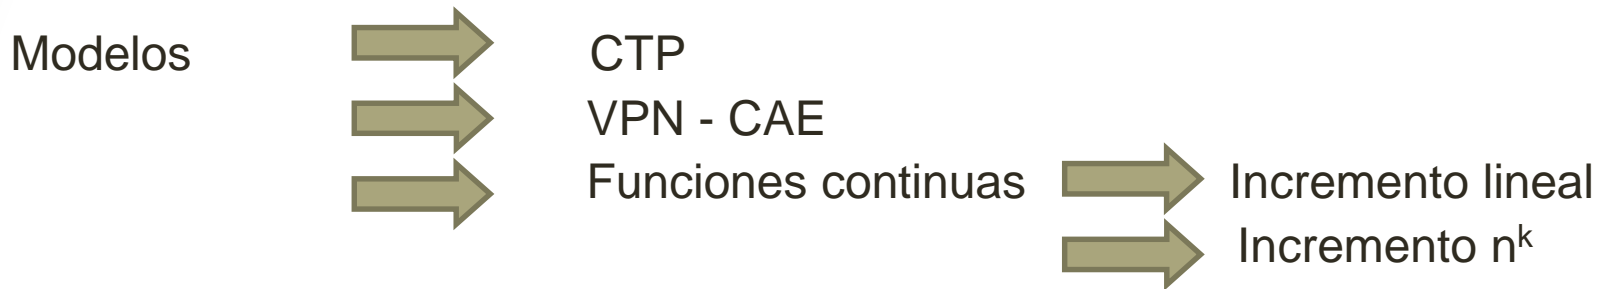 Modelos CTP
VPN - CAE
Funciones continuas Incremento lineal
Incremento nᵏ